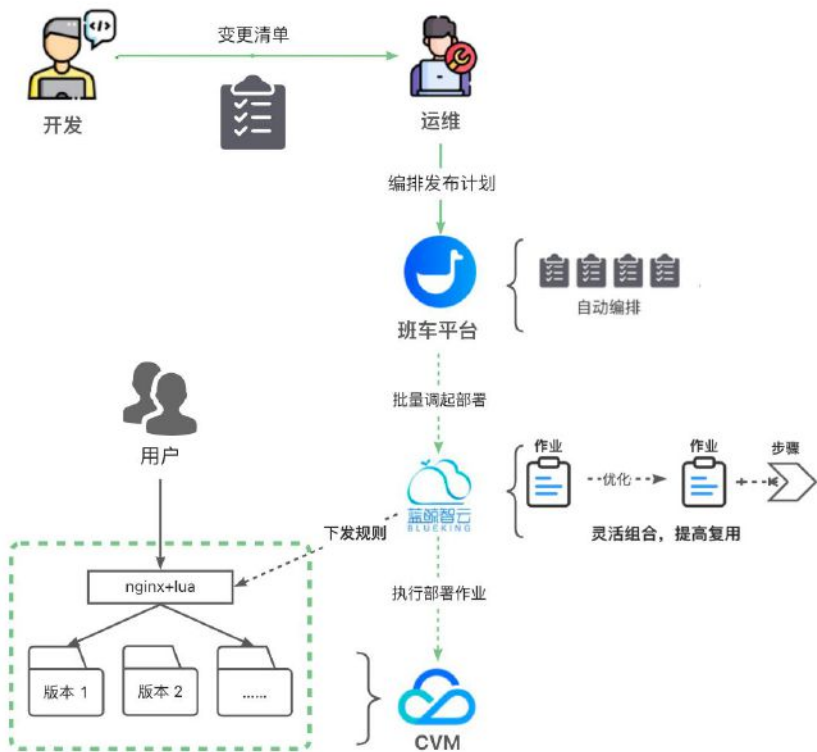 </>
变更清单
开发
运维
编排发布计划
自动编排
班车平台
批量调起部署
用户
作业
作业
步骤
优化
蓝鲸智云
BLUEKING
灵活组合，提高复用
下发规则
nginx+lua
执行部署作业
版本 1
版本 2
......
CVM